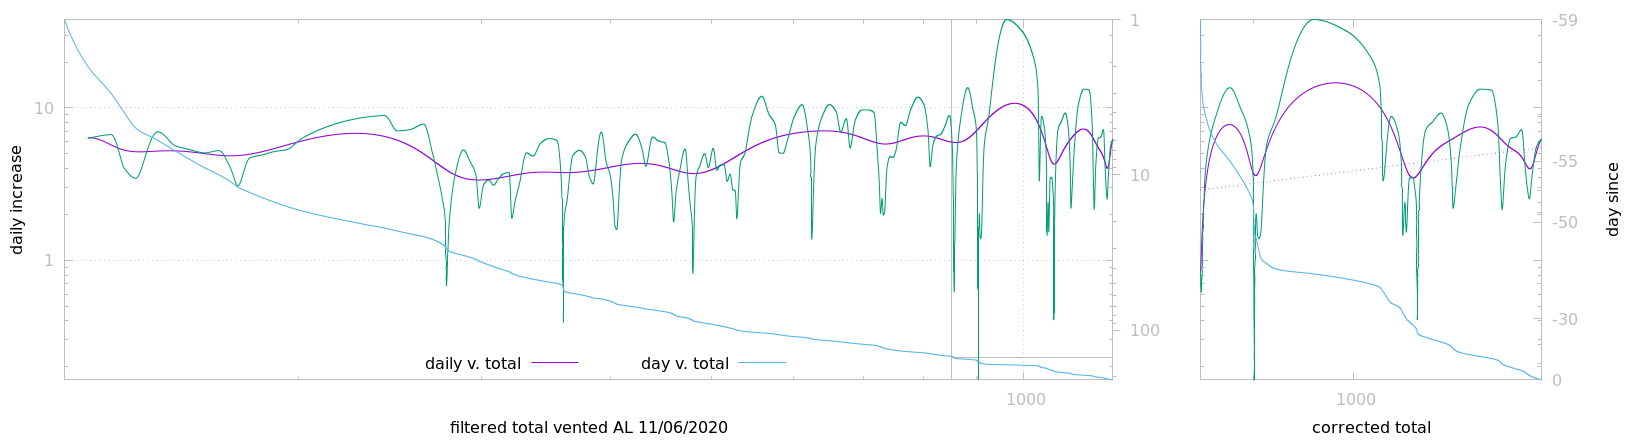 1
-59
10
daily increase
-55
10
day since
-50
1
-30
100
daily v. total
day v. total
0
1000
1000
filtered total vented AL 11/06/2020
corrected total